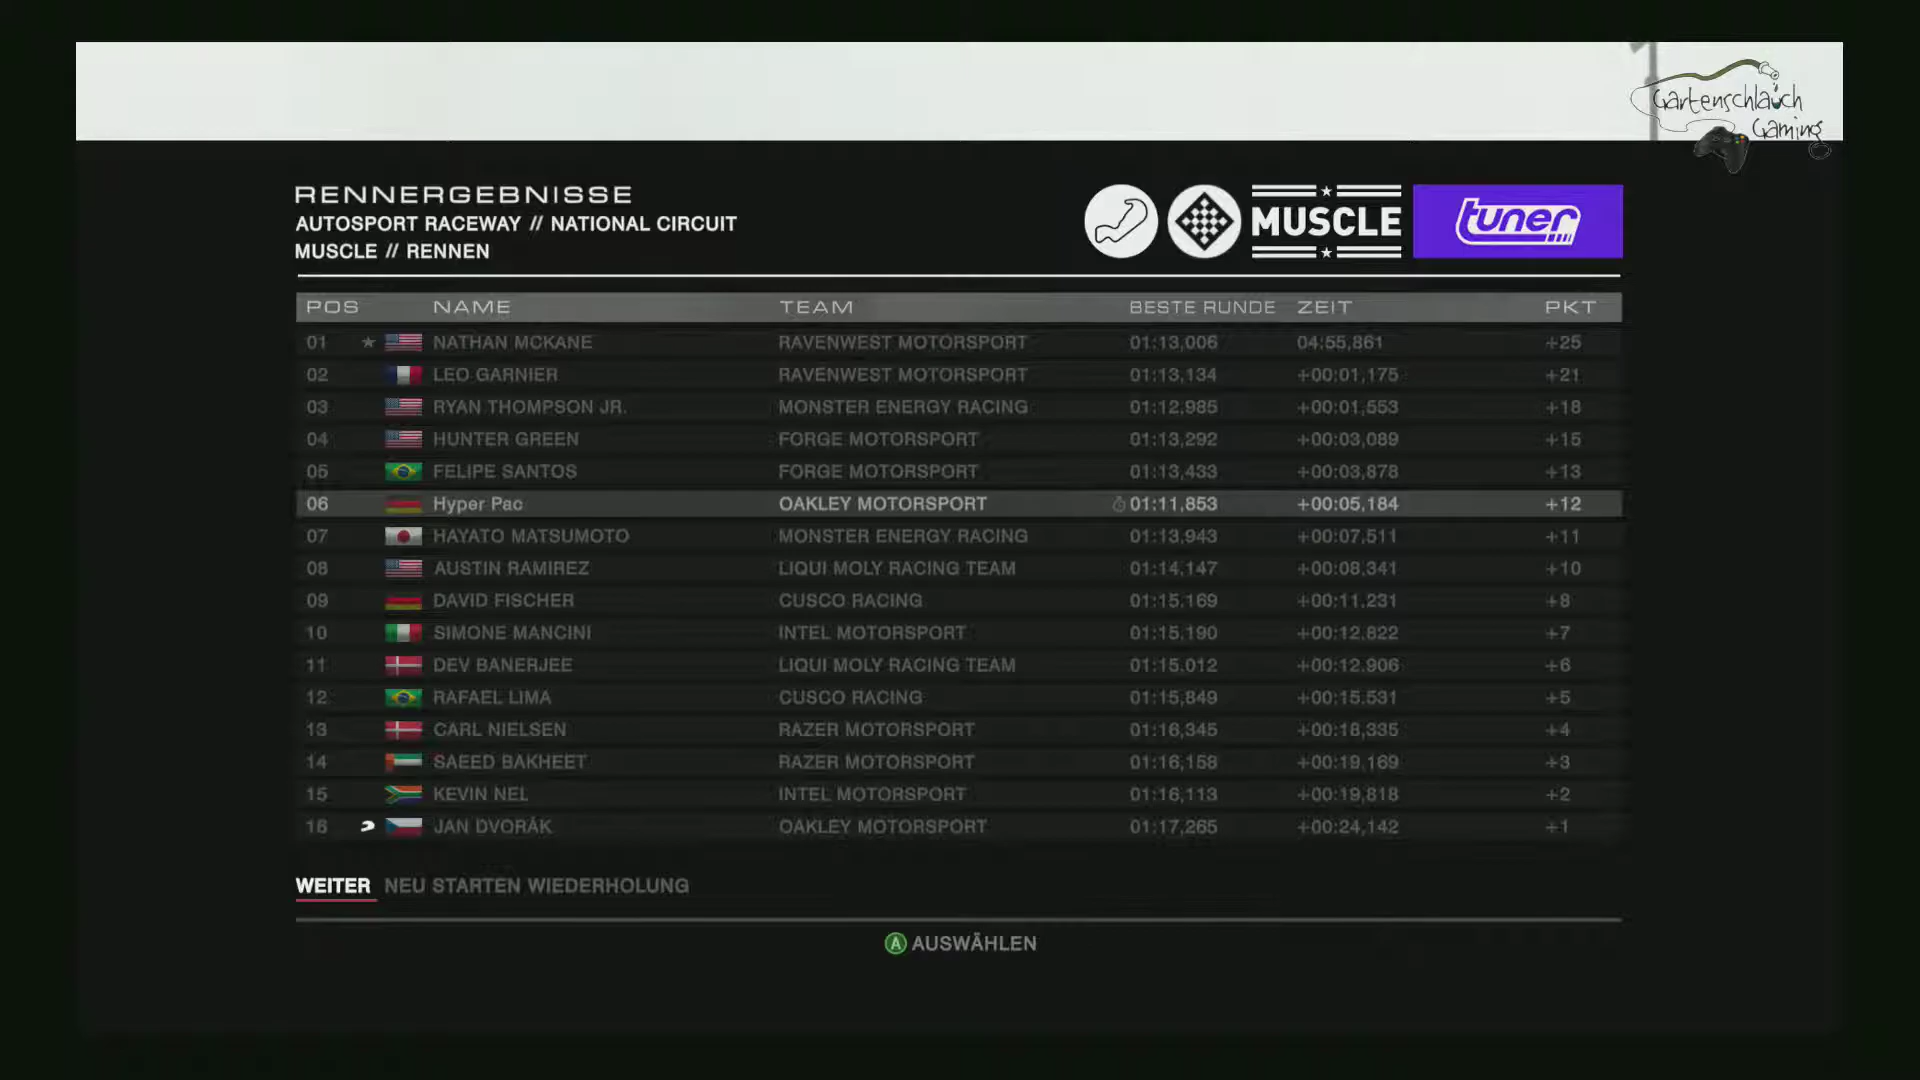 Gartenschlauch
Gaming
RENNERGEBNISSE
AUTOSPORT RACEWAY // NATIONAL CIRCUIT
MUSCLE // RENNEN
MUSCLE
tuner
POS NAME TEAM BESTE RUNDE ZEIT PKT
01 NATHAN MCKANE RAVENWEST MOTORSPORT 01:13,006 04:55,861 +25
02 LEO GARNIER RAVENWEST MOTORSPORT 01:13,134 +00:01,175 +21
03 RYAN THOMPSON JR. MONSTER ENERGY RACING 01:12,985 +00:01,553 +18
04 HUNTER GREEN FORGE MOTORSPORT 01:13,292 +00:03,089 +15
05 FELIPE SANTOS FORGE MOTORSPORT 01:13,433 +00:03,878 +13
06 Hyper Pac OAKLEY MOTORSPORT 01:11,853 +00:05,184 +12
07 HAYATO MATSUMOTO MONSTER ENERGY RACING 01:13,943 +00:07,511 +11
08 AUSTIN RAMIREZ LIQUI MOLY RACING TEAM 01:14,147 +00:08,341 +10
09 DAVID FISCHER CUSCO RACING 01:15,169 +00:11,231 +8
10 SIMONE MANCINI INTEL MOTORSPORT 01:15,190 +00:12,822 +7
11 DEV BANERJEE LIQUI MOLY RACING TEAM 01:15,012 +00:12,906 +6
12 RAFAEL LIMA CUSCO RACING 01:15,849 +00:15,531 +5
13 CARL NIELSEN RAZER MOTORSPORT 01:16,345 +00:18,335 +4
14 SAEED BAKHEET RAZER MOTORSPORT 01:16,158 +00:19,169 +3
15 KEVIN NEL INTEL MOTORSPORT 01:16,113 +00:19,818 +2
16 JAN DVOŘÁK OAKLEY MOTORSPORT 01:17,265 +00:24,142 +1
WEITER NEU STARTEN WIEDERHOLUNG
A AUSWÄHLEN